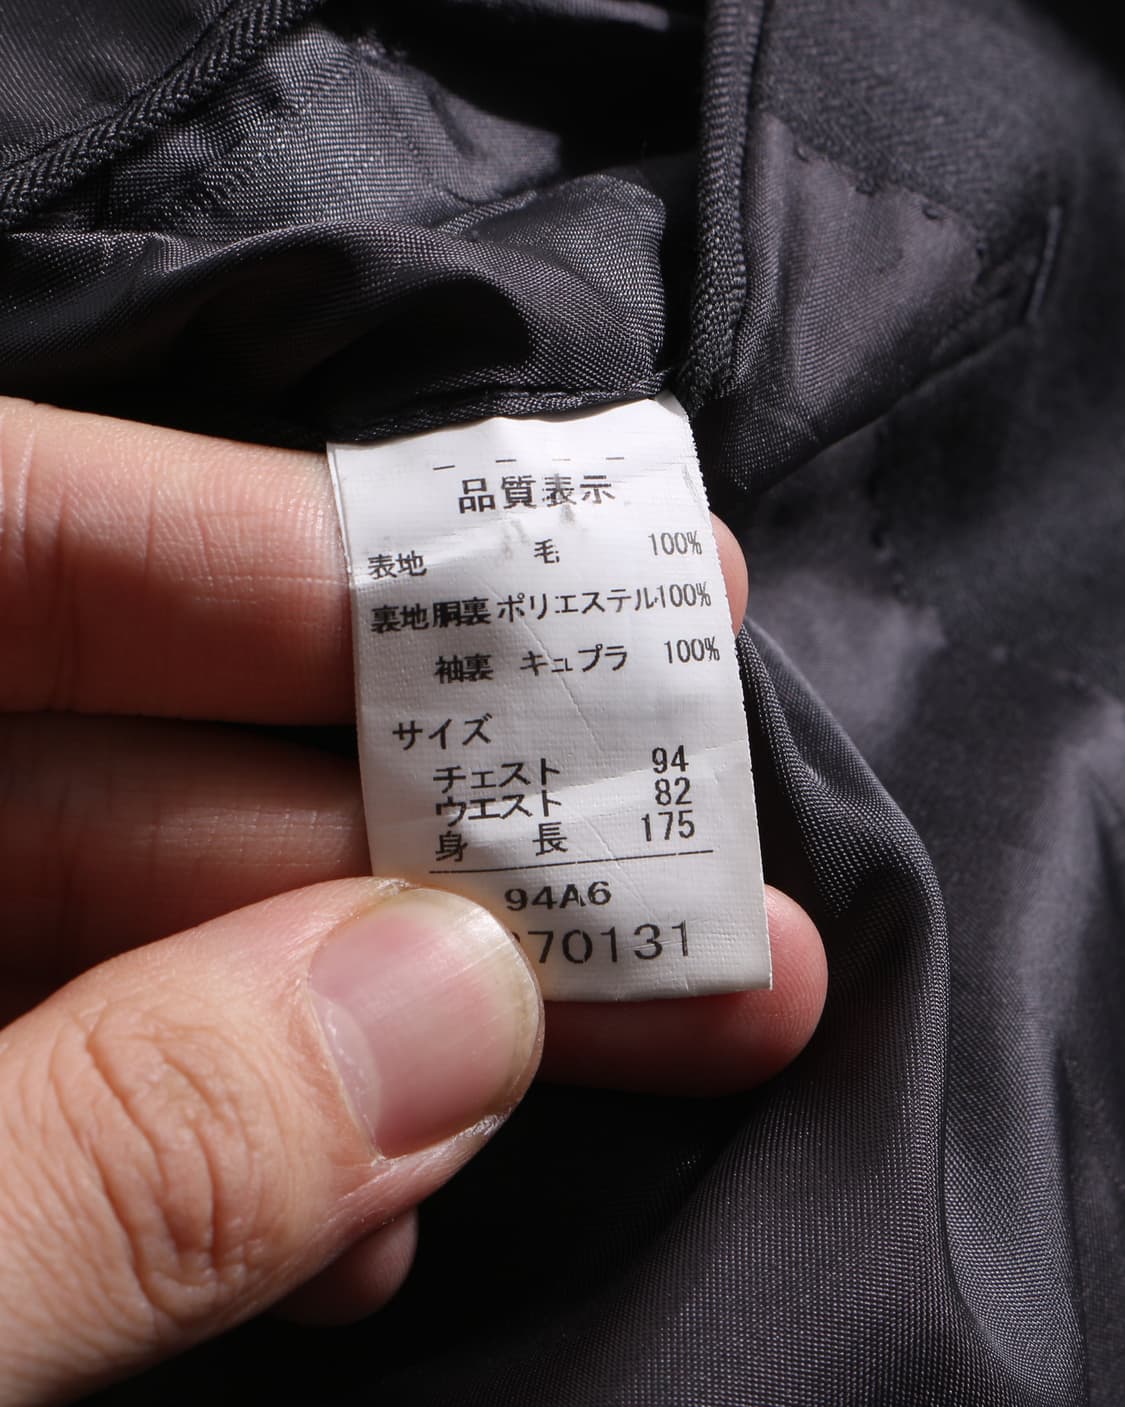 品質表示
表地 毛 100%
裏地胴裏 ポリエステル100%
袖裏 キュプラ 100%
サイズ
チェスト 94
ウエスト 82
身長 175
94A6
70131